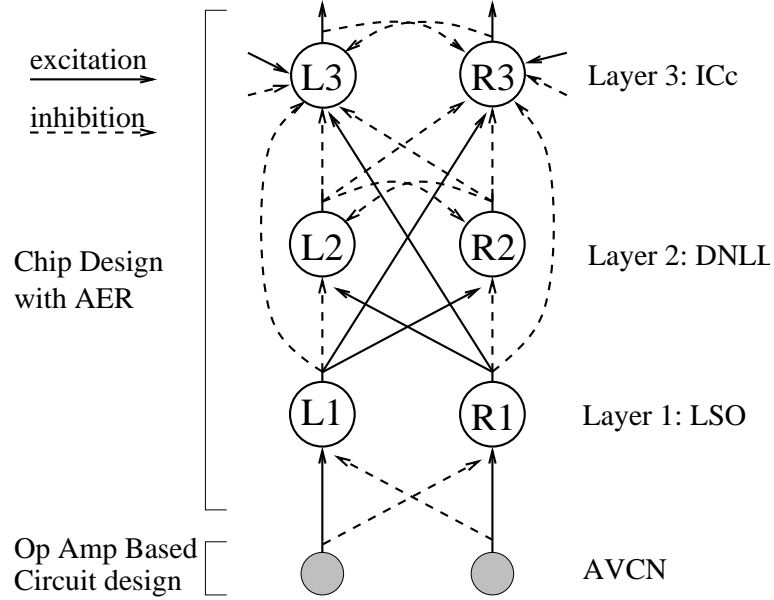 excitation
inhibition
L3
R3
Layer 3: ICc
L2
R2
Layer 2: DNLL
Chip Design
with AER
L1
R1
Layer 1: LSO
Op Amp Based
Circuit design
AVCN